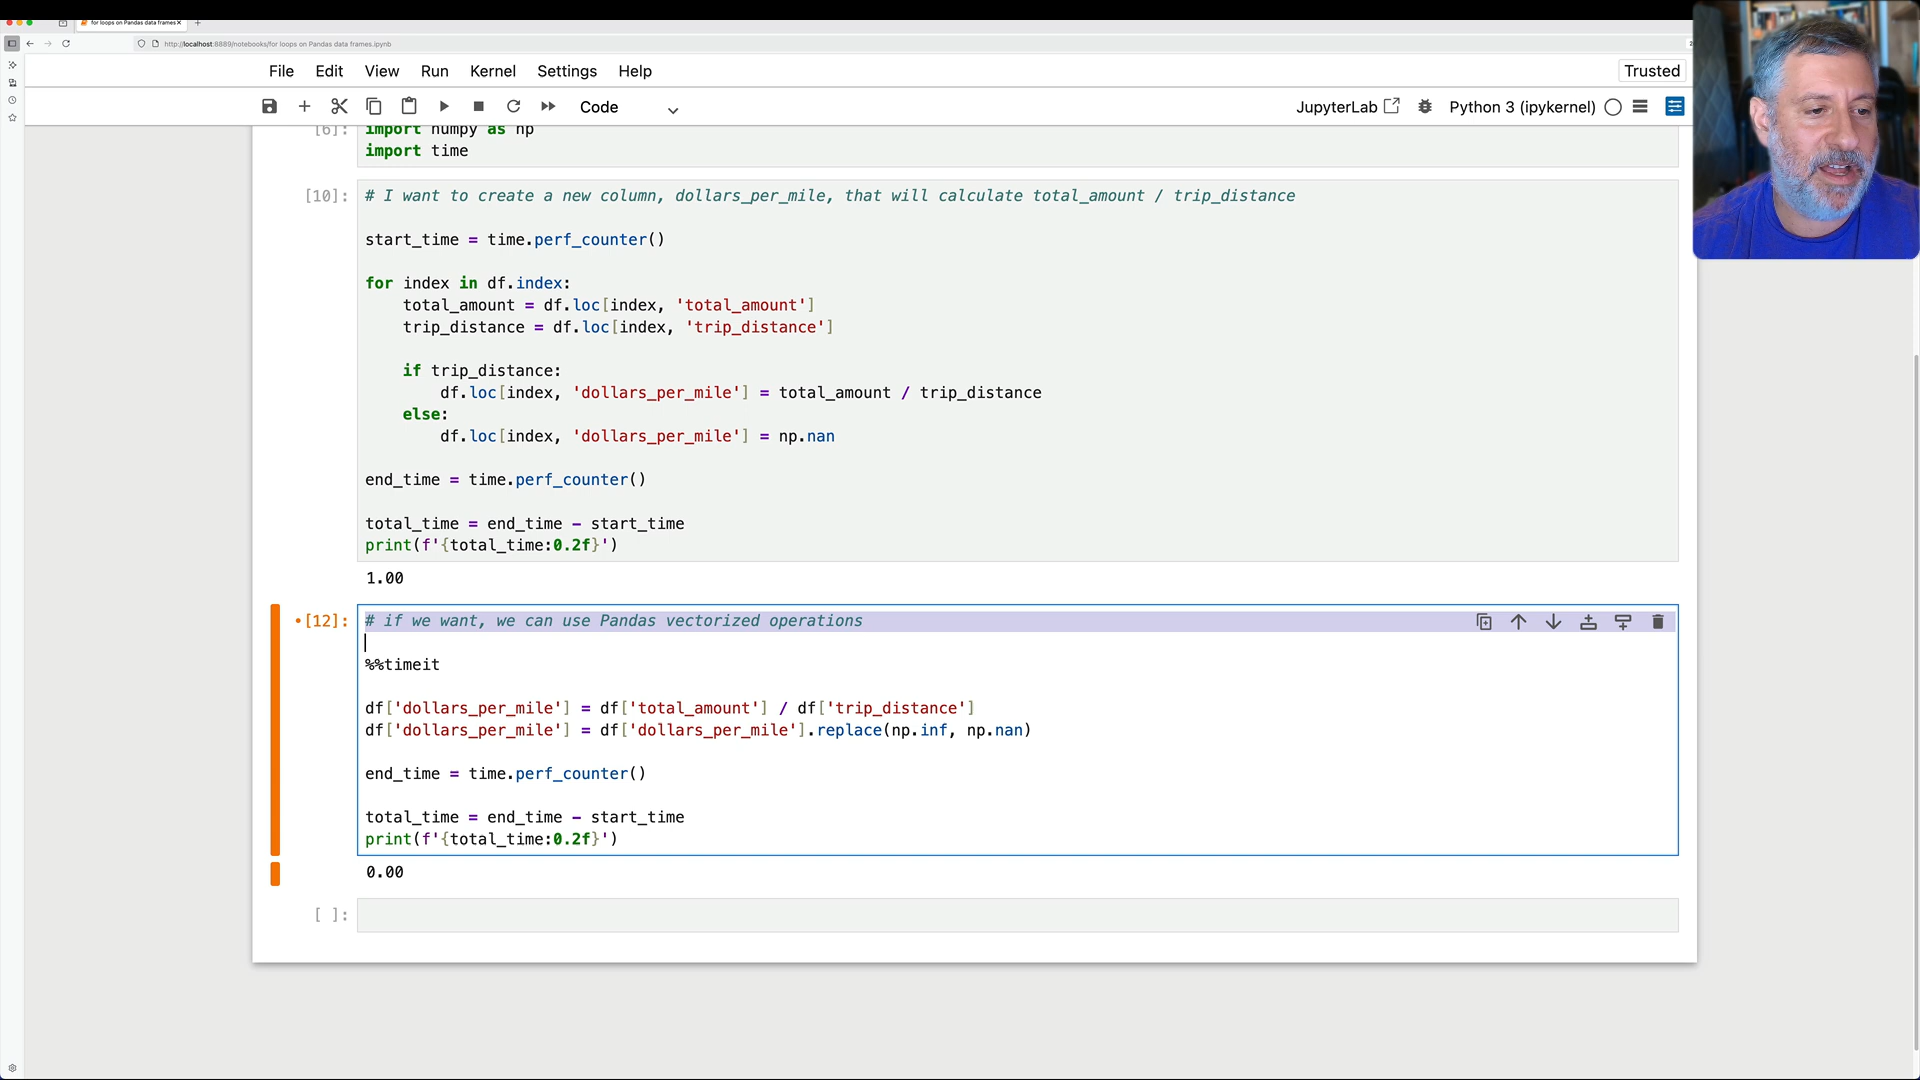 for loops on Pandas data frames
http://localhost:8889/notebooks/for loops on Pandas data frames.ipynb
File Edit View Run Kernel Settings Help
Trusted
Code
JupyterLab
Python 3 (ipykernel)
[6]:
import numpy as np
import time
[10]:
# I want to create a new column, dollars_per_mile, that will calculate total_amount / trip_distance
start_time = time.perf_counter()
for index in df.index:
    total_amount = df.loc[index, 'total_amount']
    trip_distance = df.loc[index, 'trip_distance']
    if trip_distance:
        df.loc[index, 'dollars_per_mile'] = total_amount / trip_distance
    else:
        df.loc[index, 'dollars_per_mile'] = np.nan
end_time = time.perf_counter()
total_time = end_time - start_time
print(f'{total_time:0.2f}')
1.00
[12]:
# if we want, we can use Pandas vectorized operations
%%timeit
df['dollars_per_mile'] = df['total_amount'] / df['trip_distance']
df['dollars_per_mile'] = df['dollars_per_mile'].replace(np.inf, np.nan)
end_time = time.perf_counter()
total_time = end_time - start_time
print(f'{total_time:0.2f}')
0.00
[ ]: